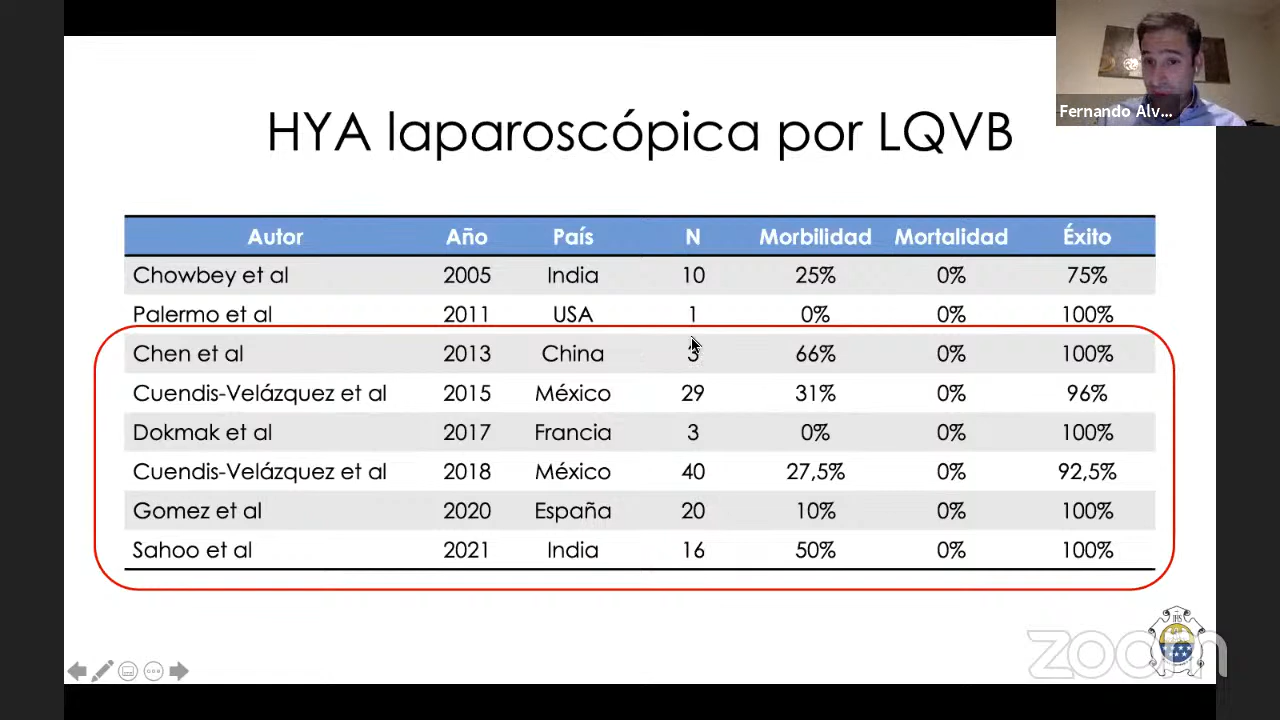 Fernando Alv...
HYA laparoscópica por LQVB
Autor Año País N Morbilidad Mortalidad Éxito
Chowbey et al 2005 India 10 25% 0% 75%
Palermo et al 2011 USA 1 0% 0% 100%
Chen et al 2013 China 3 66% 0% 100%
Cuendis-Velázquez et al 2015 México 29 31% 0% 96%
Dokmak et al 2017 Francia 3 0% 0% 100%
Cuendis-Velázquez et al 2018 México 40 27,5% 0% 92,5%
Gomez et al 2020 España 20 10% 0% 100%
Sahoo et al 2021 India 16 50% 0% 100%
zoom